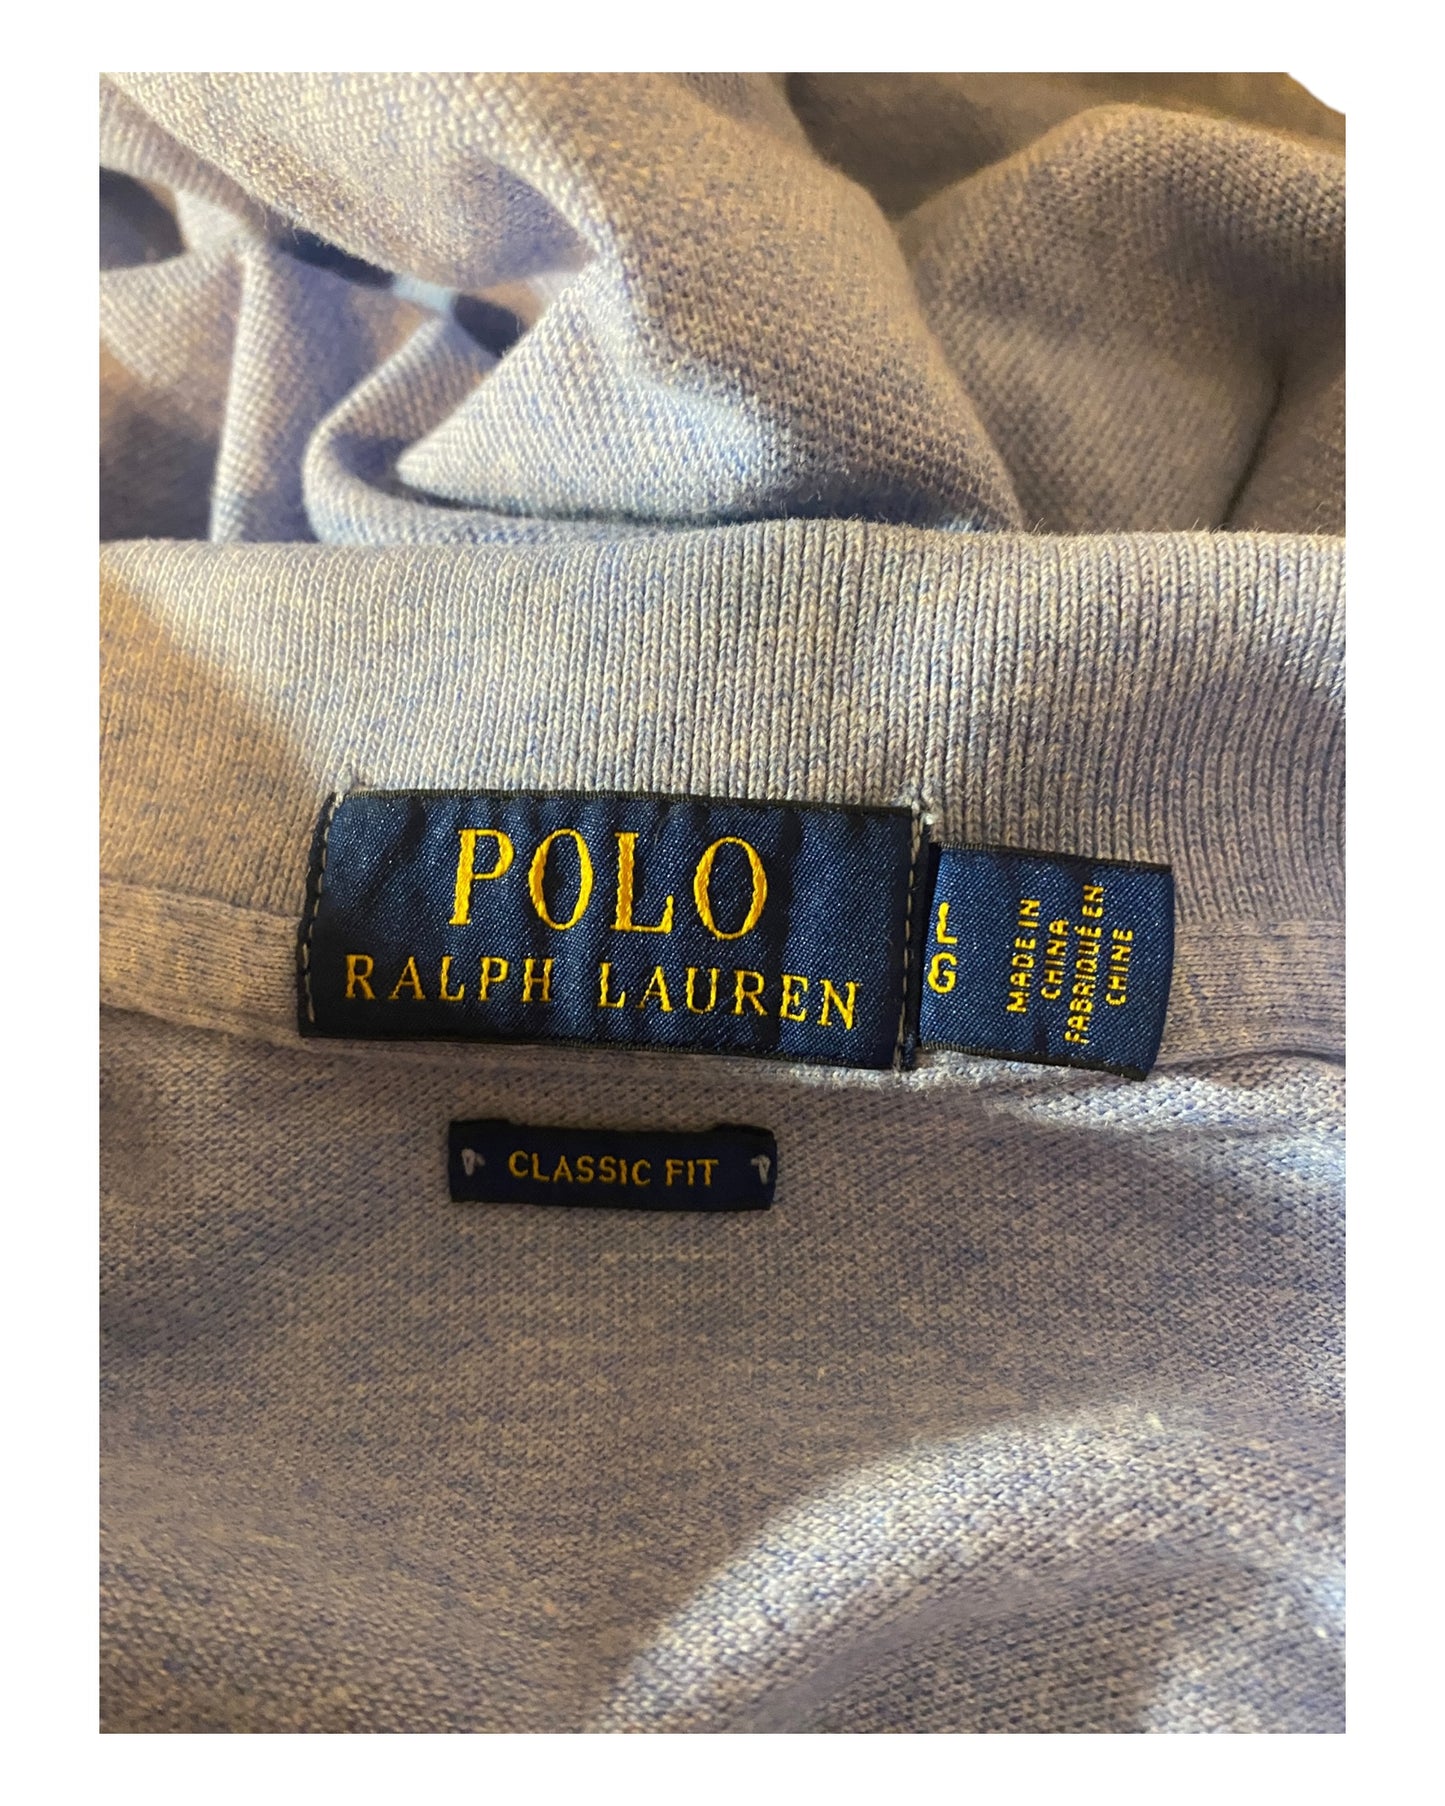 POLO
RALPH LAUREN
L
G
MADE IN
CHINA
FABRIQUÉ EN
CHINE
CLASSIC FIT